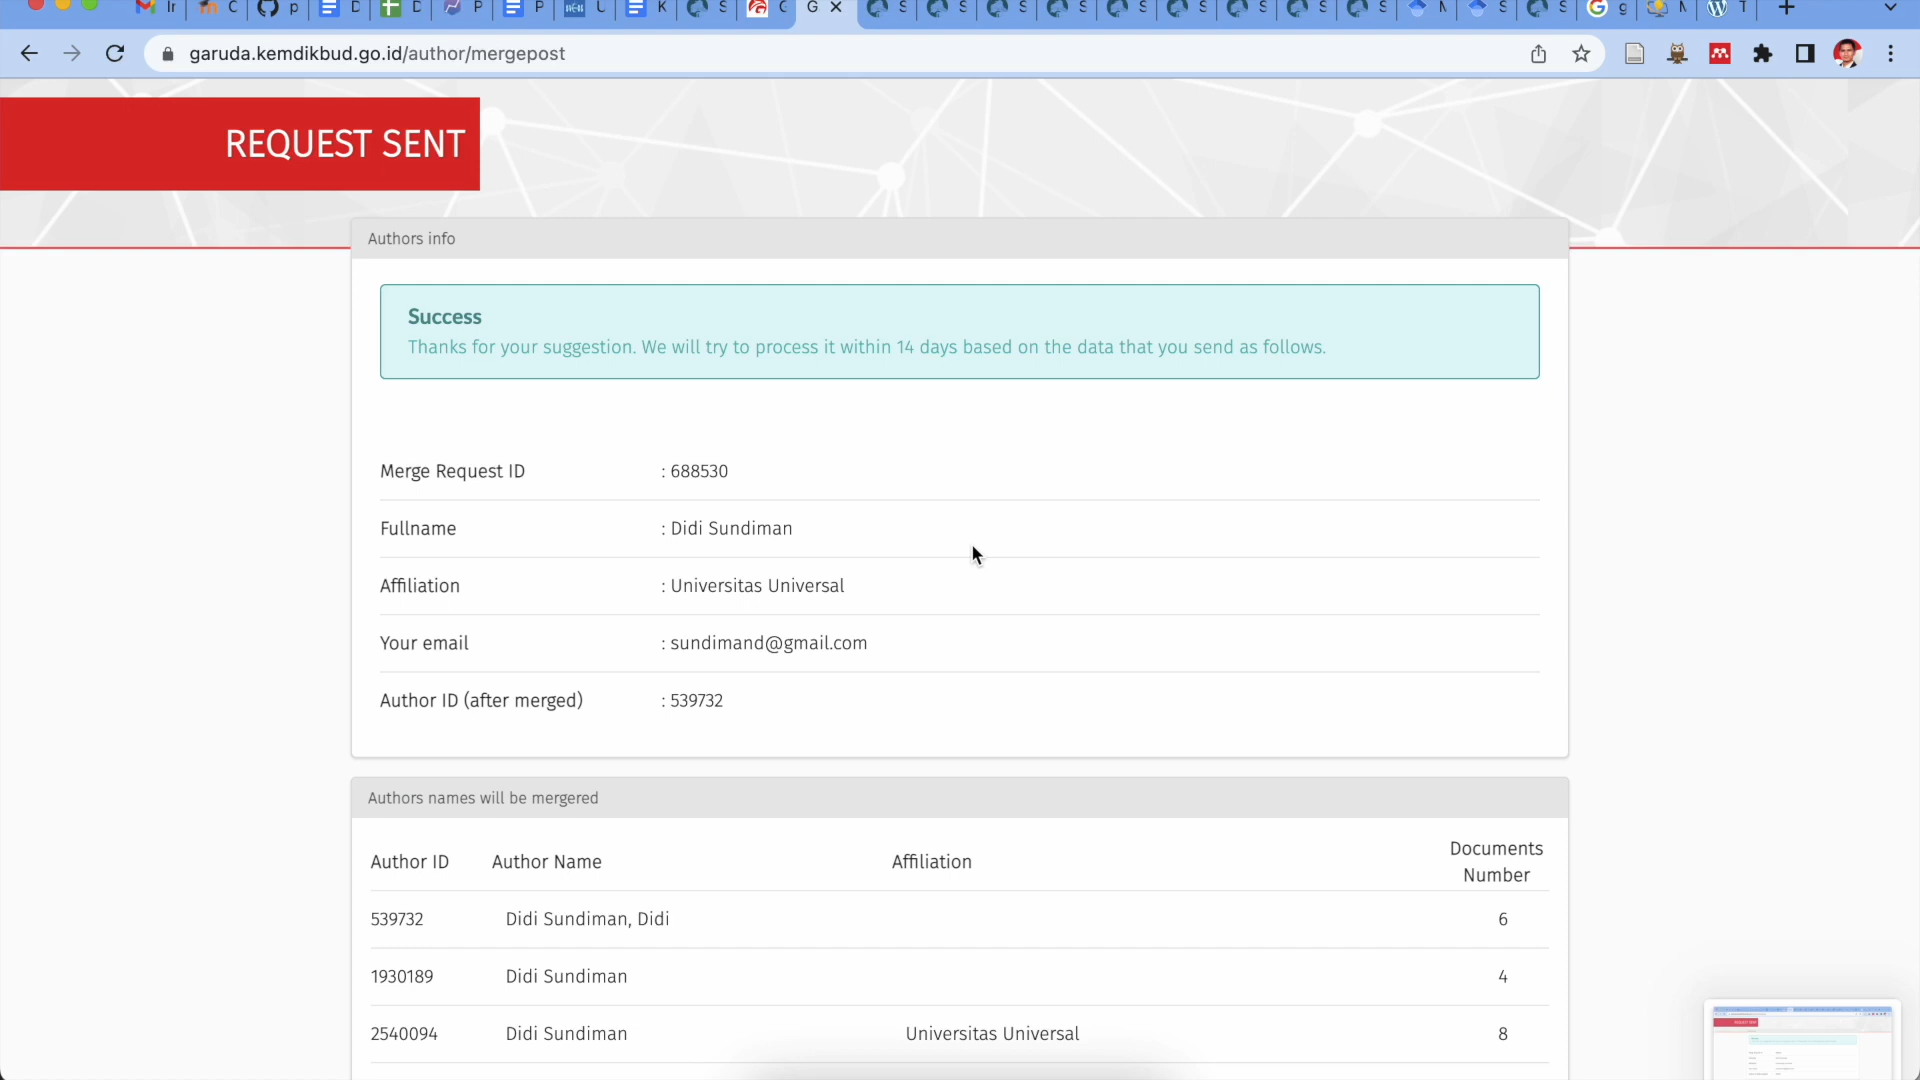 garuda.kemdikbud.go.id/author/mergepost
REQUEST SENT
Authors info
Success
Thanks for your suggestion. We will try to process it within 14 days based on the data that you send as follows.
Merge Request ID : 688530
Fullname : Didi Sundiman
Affiliation : Universitas Universal
Your email : sundimand@gmail.com
Author ID (after merged) : 539732
Authors names will be mergered
Author ID Author Name Affiliation Documents Number
539732 Didi Sundiman, Didi 6
1930189 Didi Sundiman 4
2540094 Didi Sundiman Universitas Universal 8